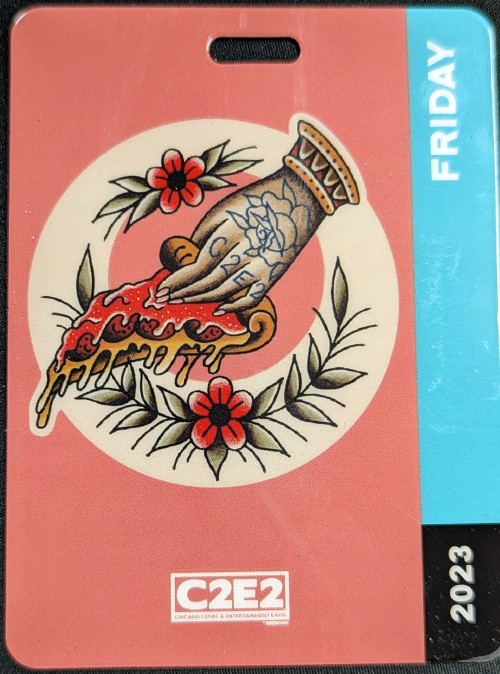 FRIDAY
C2E2
C2E2
CHICAGO COMIC & ENTERTAINMENT EXPO
2023